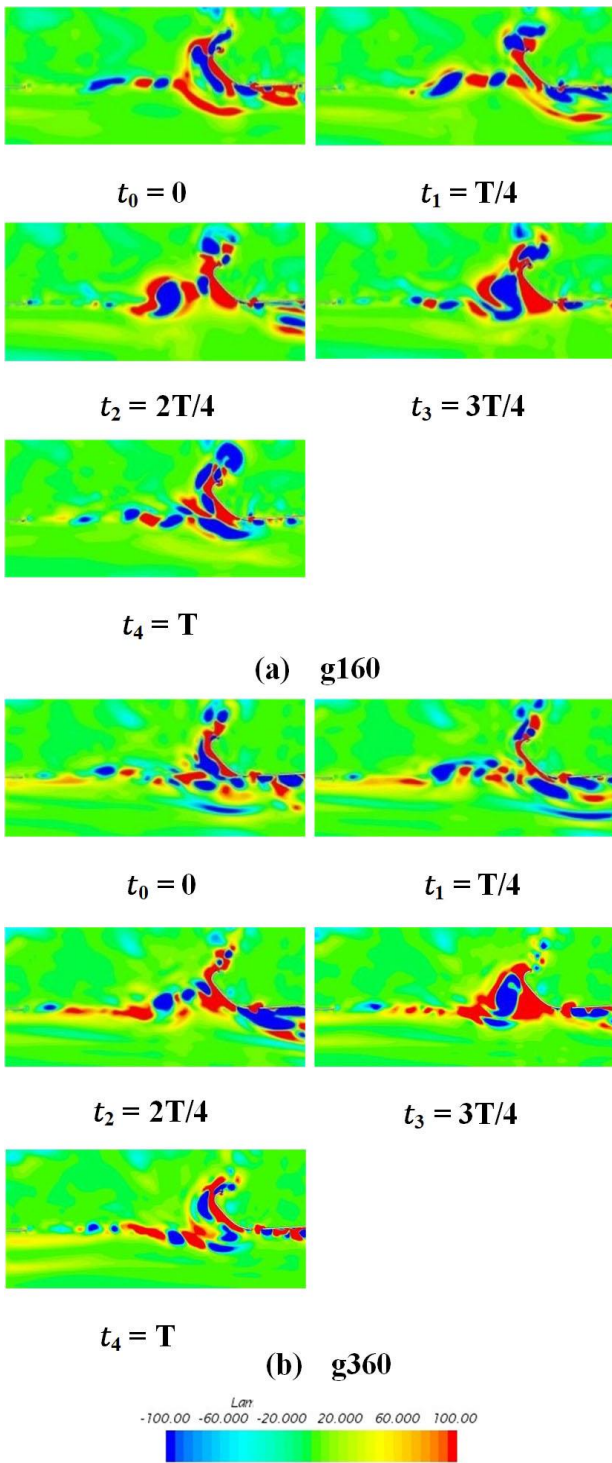 t₀ = 0 t₁ = T/4
t₂ = 2T/4 t₃ = 3T/4
t₄ = T
(a) g160
t₀ = 0 t₁ = T/4
t₂ = 2T/4 t₃ = 3T/4
t₄ = T
(b) g360
Lan
-100.00 -60.000 -20.000 20.000 60.000 100.00